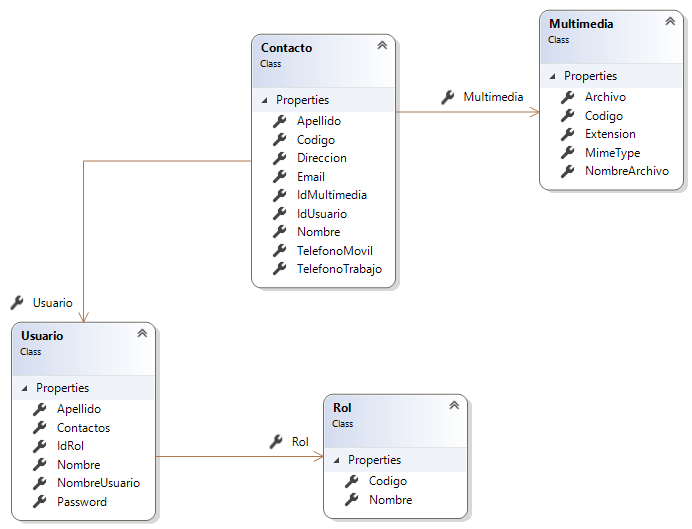 Contacto
Class
Properties
Apellido
Codigo
Direccion
Email
IdMultimedia
IdUsuario
Nombre
TelefonoMovil
TelefonoTrabajo
Multimedia
Multimedia
Class
Properties
Archivo
Codigo
Extension
MimeType
NombreArchivo
Usuario
Usuario
Class
Properties
Apellido
Contactos
IdRol
Nombre
NombreUsuario
Password
Rol
Rol
Class
Properties
Codigo
Nombre